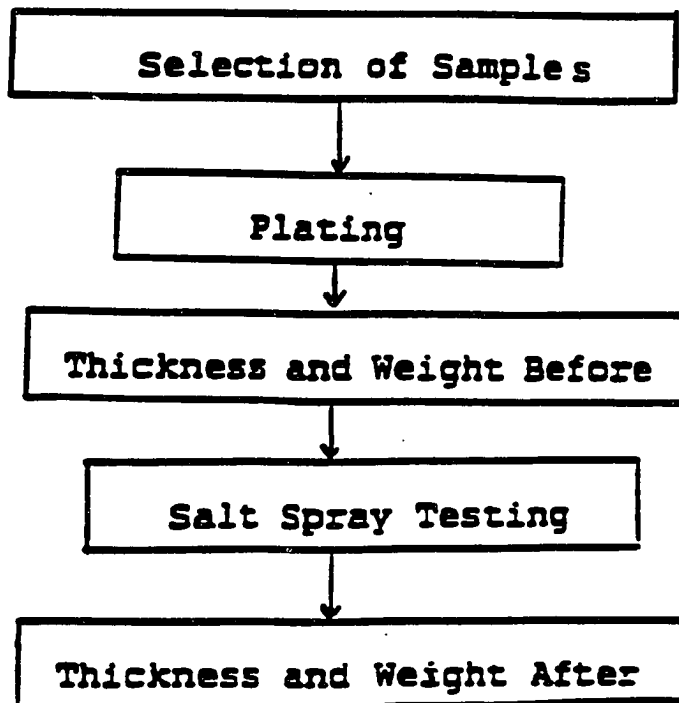 Selection of Samples
Plating
Thickness and Weight Before
Salt Spray Testing
Thickness and Weight After